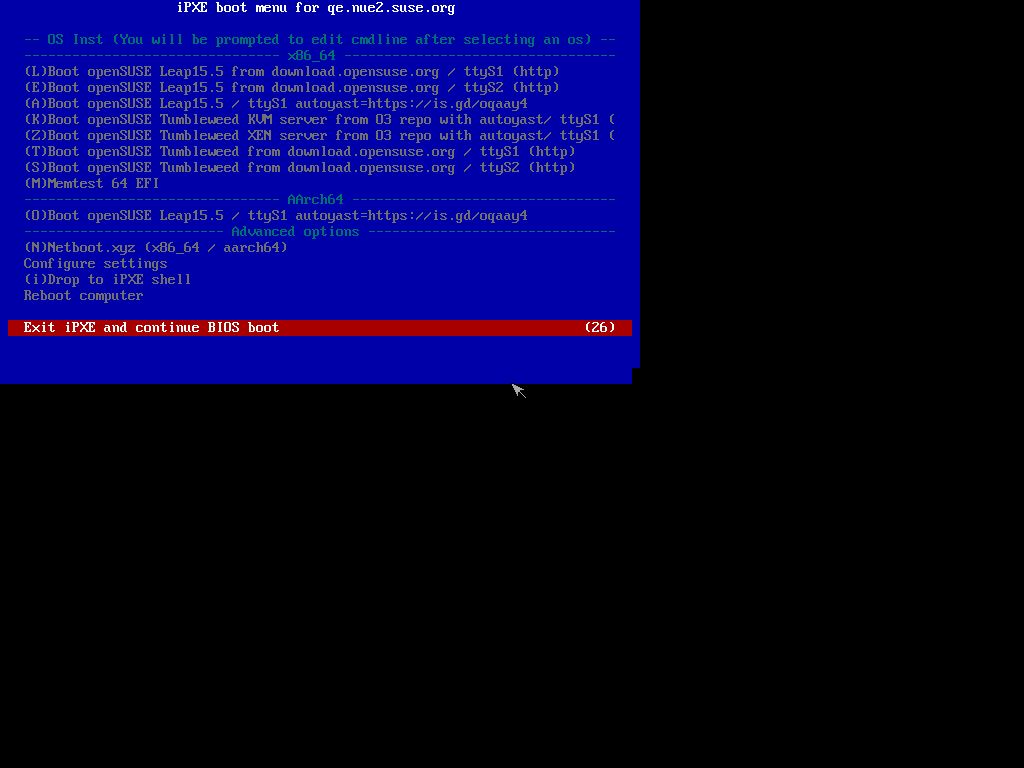 iPXE boot menu for qe.nue2.suse.org
-- OS Inst (You will be prompted to edit cmdline after selecting an os) --
-------------------------------- x86_64 ---------------------------------
(L)Boot openSUSE Leap15.5 from download.opensuse.org / ttyS1 (http)
(E)Boot openSUSE Leap15.5 from download.opensuse.org / ttyS2 (http)
(A)Boot openSUSE Leap15.5 / ttyS1 autoyast=https://is.gd/oqaay4
(K)Boot openSUSE Tumbleweed KVM server from O3 repo with autoyast/ ttyS1 (
(Z)Boot openSUSE Tumbleweed XEN server from O3 repo with autoyast/ ttyS1 (
(T)Boot openSUSE Tumbleweed from download.opensuse.org / ttyS1 (http)
(S)Boot openSUSE Tumbleweed from download.opensuse.org / ttyS2 (http)
(M)Memtest 64 EFI
-------------------------------- AArch64 ---------------------------------
(O)Boot openSUSE Leap15.5 / ttyS1 autoyast=https://is.gd/oqaay4
------------------------- Advanced options -------------------------------
(N)Netboot.xyz (x86_64 / aarch64)
Configure settings
(i)Drop to iPXE shell
Reboot computer
Exit iPXE and continue BIOS boot (26)